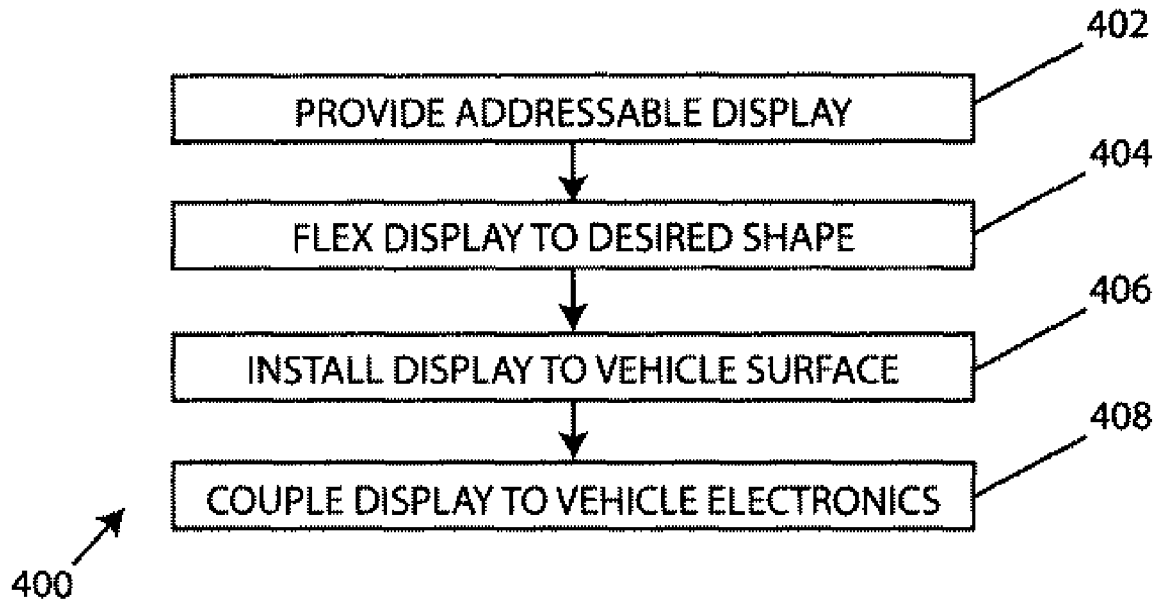 402
PROVIDE ADDRESSABLE DISPLAY
404
FLEX DISPLAY TO DESIRED SHAPE
406
INSTALL DISPLAY TO VEHICLE SURFACE
408
COUPLE DISPLAY TO VEHICLE ELECTRONICS
400